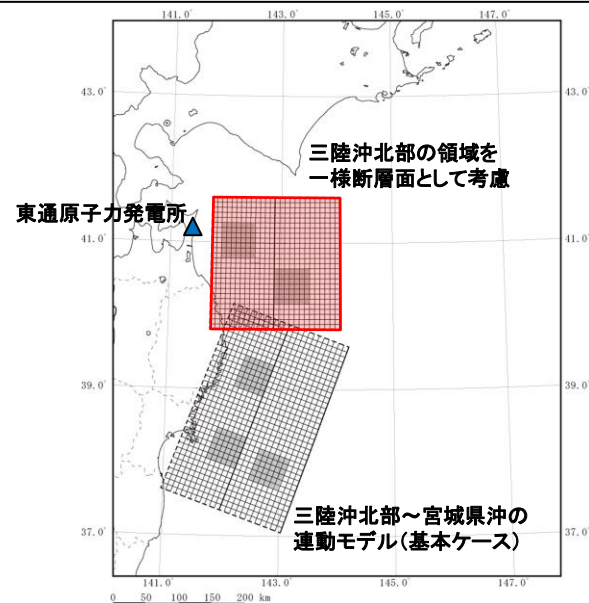 141.0° 143.0° 145.0° 147.0°
43.0° 43.0°
三陸沖北部の領域を
一様断層面として考慮
東通原子力発電所
41.0° 41.0°
39.0° 39.0°
37.0° 37.0°
三陸沖北部～宮城県沖の
連動モデル(基本ケース)
141.0° 143.0° 145.0° 147.0°
0 50 100 150 200 km